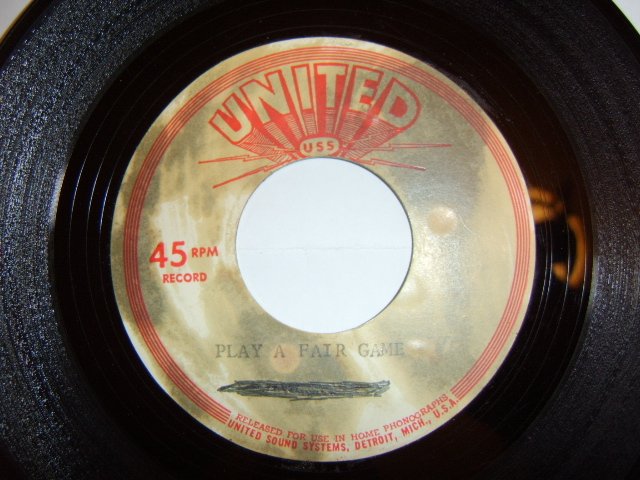 UNITED
USS
45 RPM
RECORD
PLAY A FAIR GAME
RELEASED FOR USE IN HOME PHONOGRAPHS
UNITED SOUND SYSTEMS, DETROIT, MICH., U.S.A.